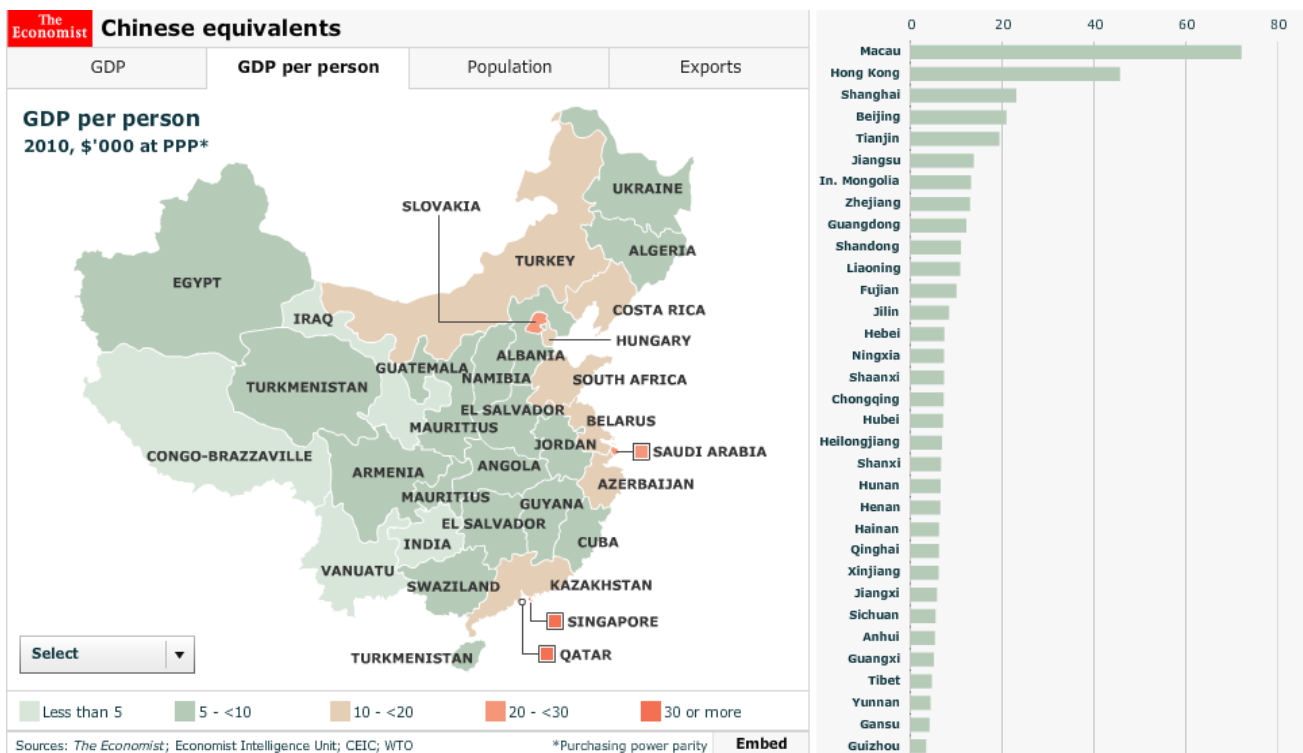 The
Economist
Chinese equivalents
GDP
GDP per person
Population
Exports
GDP per person
2010, $'000 at PPP*
UKRAINE
SLOVAKIA
ALGERIA
TURKEY
EGYPT
COSTA RICA
IRAQ
HUNGARY
ALBANIA
GUATEMALA
NAMIBIA
SOUTH AFRICA
TURKMENISTAN
EL SALVADOR
BELARUS
MAURITIUS
JORDAN
SAUDI ARABIA
CONGO-BRAZZAVILLE
ARMENIA
ANGOLA
AZERBAIJAN
MAURITIUS
GUYANA
EL SALVADOR
CUBA
INDIA
VANUATU
SWAZILAND
KAZAKHSTAN
SINGAPORE
QATAR
TURKMENISTAN
Select
Less than 5
5 - <10
10 - <20
20 - <30
30 or more
Sources: The Economist; Economist Intelligence Unit; CEIC; WTO
*Purchasing power parity
Embed
0 20 40 60 80
Macau
Hong Kong
Shanghai
Beijing
Tianjin
Jiangsu
In. Mongolia
Zhejiang
Guangdong
Shandong
Liaoning
Fujian
Jilin
Hebei
Ningxia
Shaanxi
Chongqing
Hubei
Heilongjiang
Shanxi
Hunan
Henan
Hainan
Qinghai
Xinjiang
Jiangxi
Sichuan
Anhui
Guangxi
Tibet
Yunnan
Gansu
Guizhou